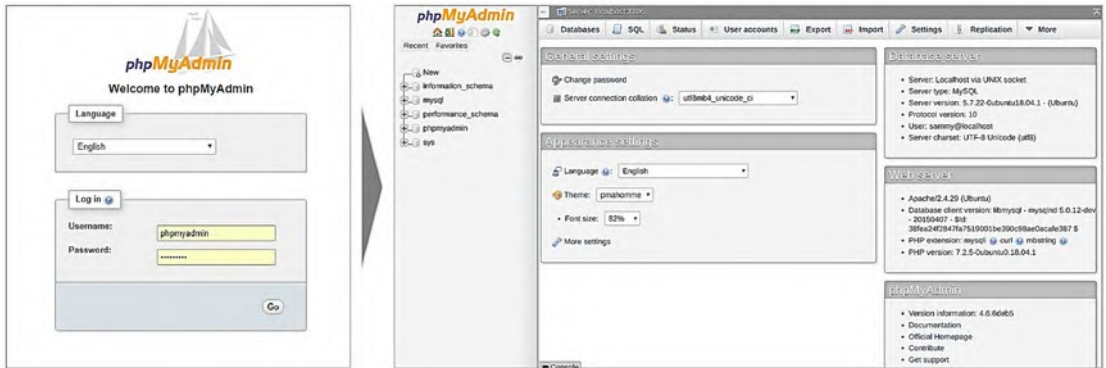 phpMyAdmin
Welcome to phpMyAdmin
Language
English
Log in
Username:
phpmyadmin
Password:
Go
phpMyAdmin
Recent Favorites
New
information_schema
mysql
performance_schema
phpmyadmin
sys
Server: localhost:3306
Databases SQL Status User accounts Export Import Settings Replication More
General settings
Change password
Server connection collation : utf8mb4_unicode_ci
Appearance settings
Language : English
Theme: pmahomme
Font size: 82%
More settings
Console
Database server
Server: Localhost via UNIX socket
Server type: MySQL
Server version: 5.7.22-0ubuntu18.04.1 - (Ubuntu)
Protocol version: 10
User: sammy@localhost
Server charset: UTF-8 Unicode (utf8)
Web server
Apache/2.4.29 (Ubuntu)
Database client version: libmysql - mysqlnd 5.0.12-dev
- 20150407 - $Id:
38fea24f2847fa7519001be390c98ae0acafe387 $
PHP extension: mysqli curl mbstring
PHP version: 7.2.5-0ubuntu0.18.04.1
phpMyAdmin
Version information: 4.6.6deb5
Documentation
Official Homepage
Contribute
Get support